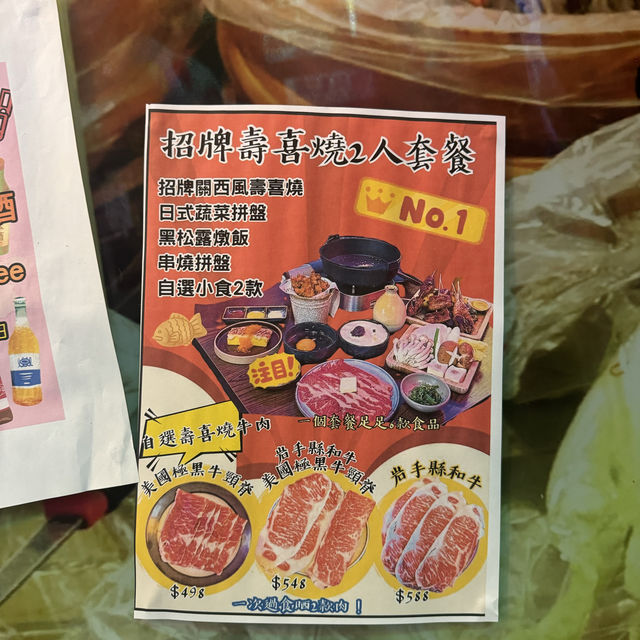 招牌壽喜燒2人套餐
招牌關西風壽喜燒
日式蔬菜拼盤
黑松露燉飯
串燒拼盤
自選小食2款
No.1
注目!
自選壽喜燒牛肉
一個套餐足足6款食品
美國極黑牛頸脊
岩手縣和牛
美國極黑牛頸脊
岩手縣和牛
$498
$548
$588
一次過食晒2款肉!
酒
ee